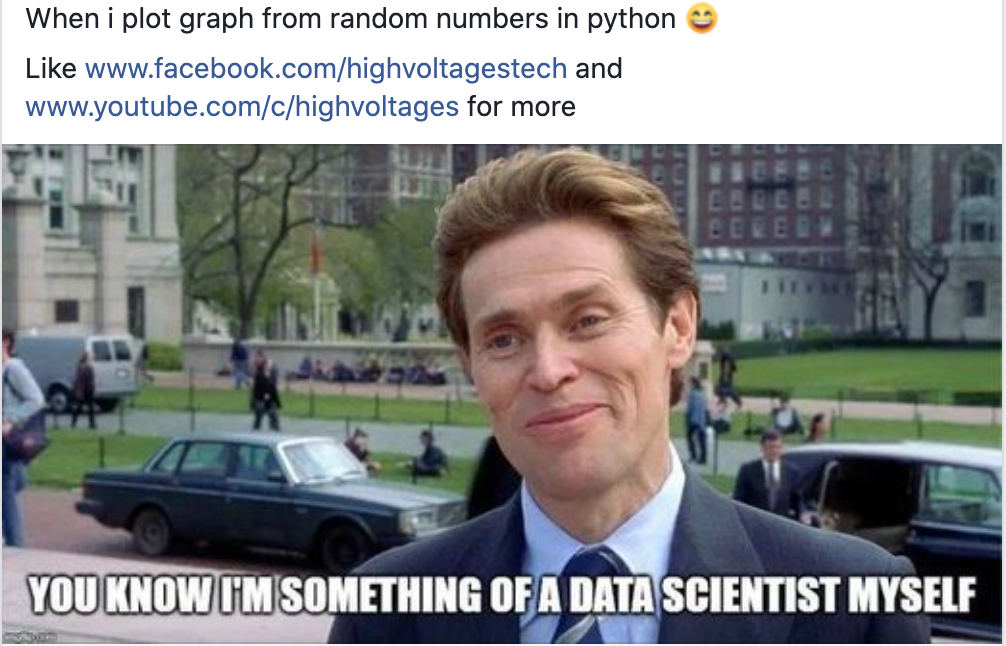 When i plot graph from random numbers in python 😄
Like www.facebook.com/highvoltagestech and
www.youtube.com/c/highvoltages for more
YOU KNOW I'M SOMETHING OF A DATA SCIENTIST MYSELF
imgflip.com